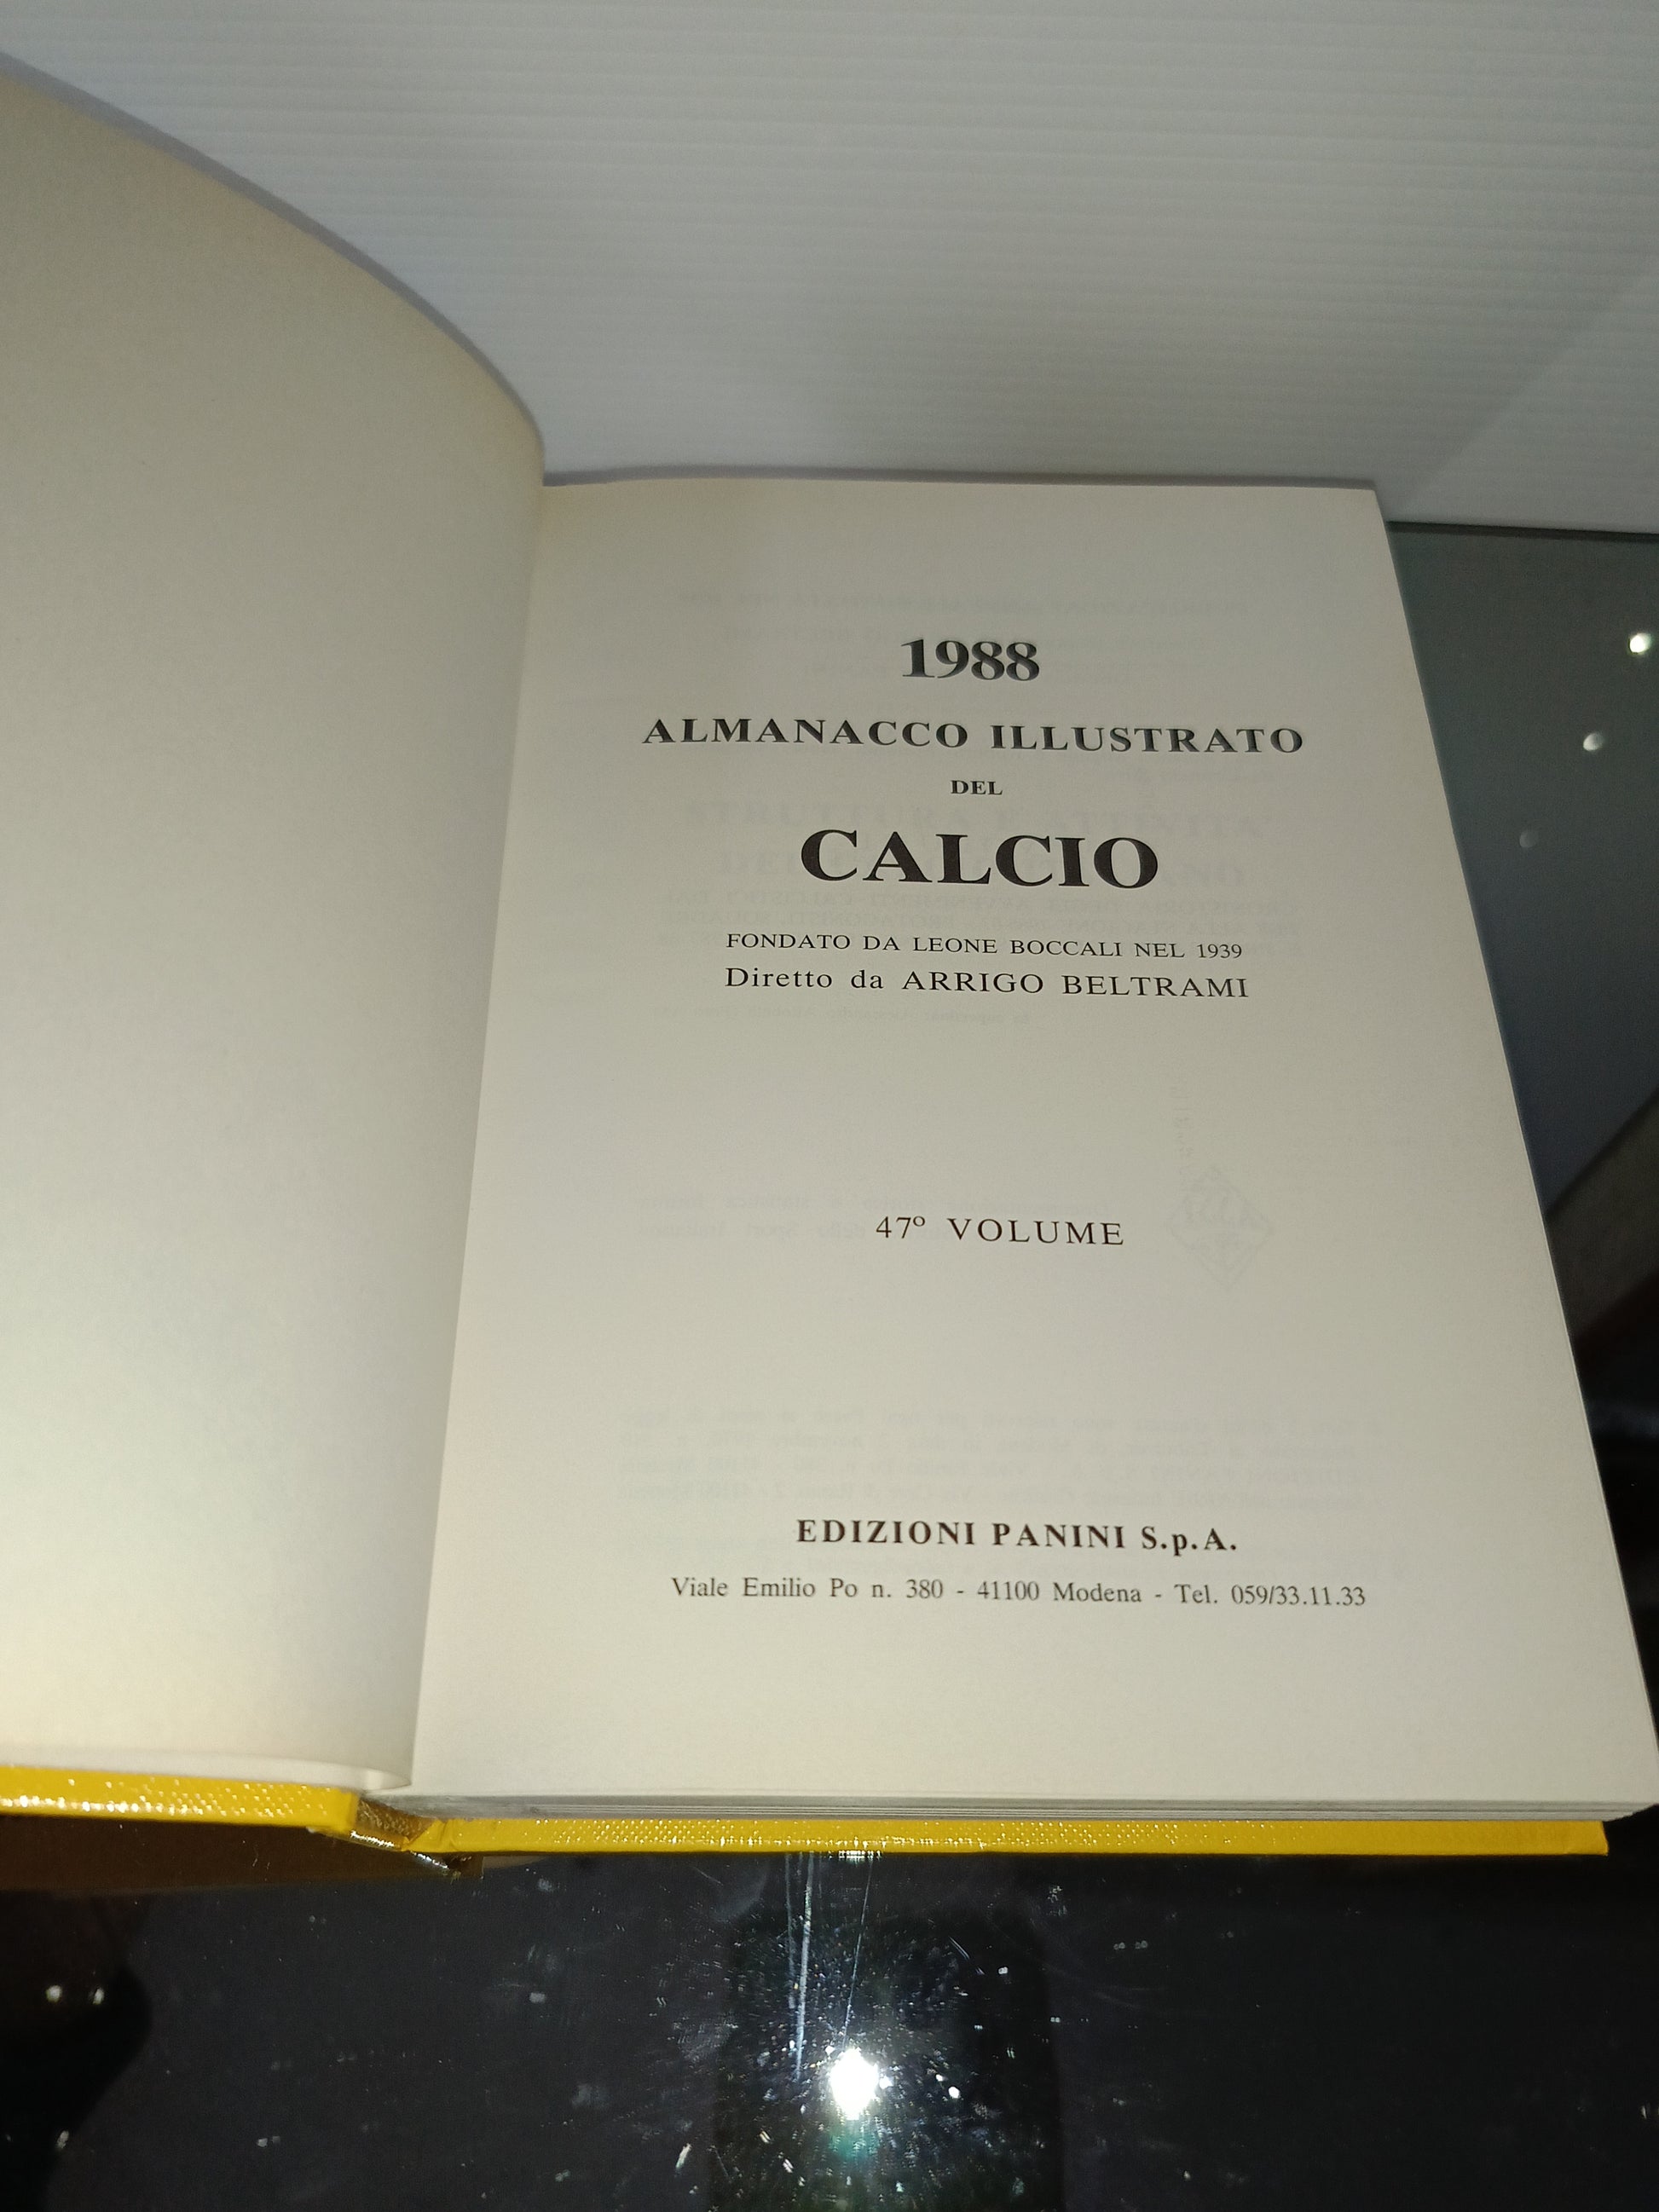 1988
ALMANACCO ILLUSTRATO
DEL
CALCIO
FONDATO DA LEONE BOCCALI NEL 1939
Diretto da ARRIGO BELTRAMI
47º VOLUME
EDIZIONI PANINI S.p.A.
Viale Emilio Po n. 380 - 41100 Modena - Tel. 059/33.11.33